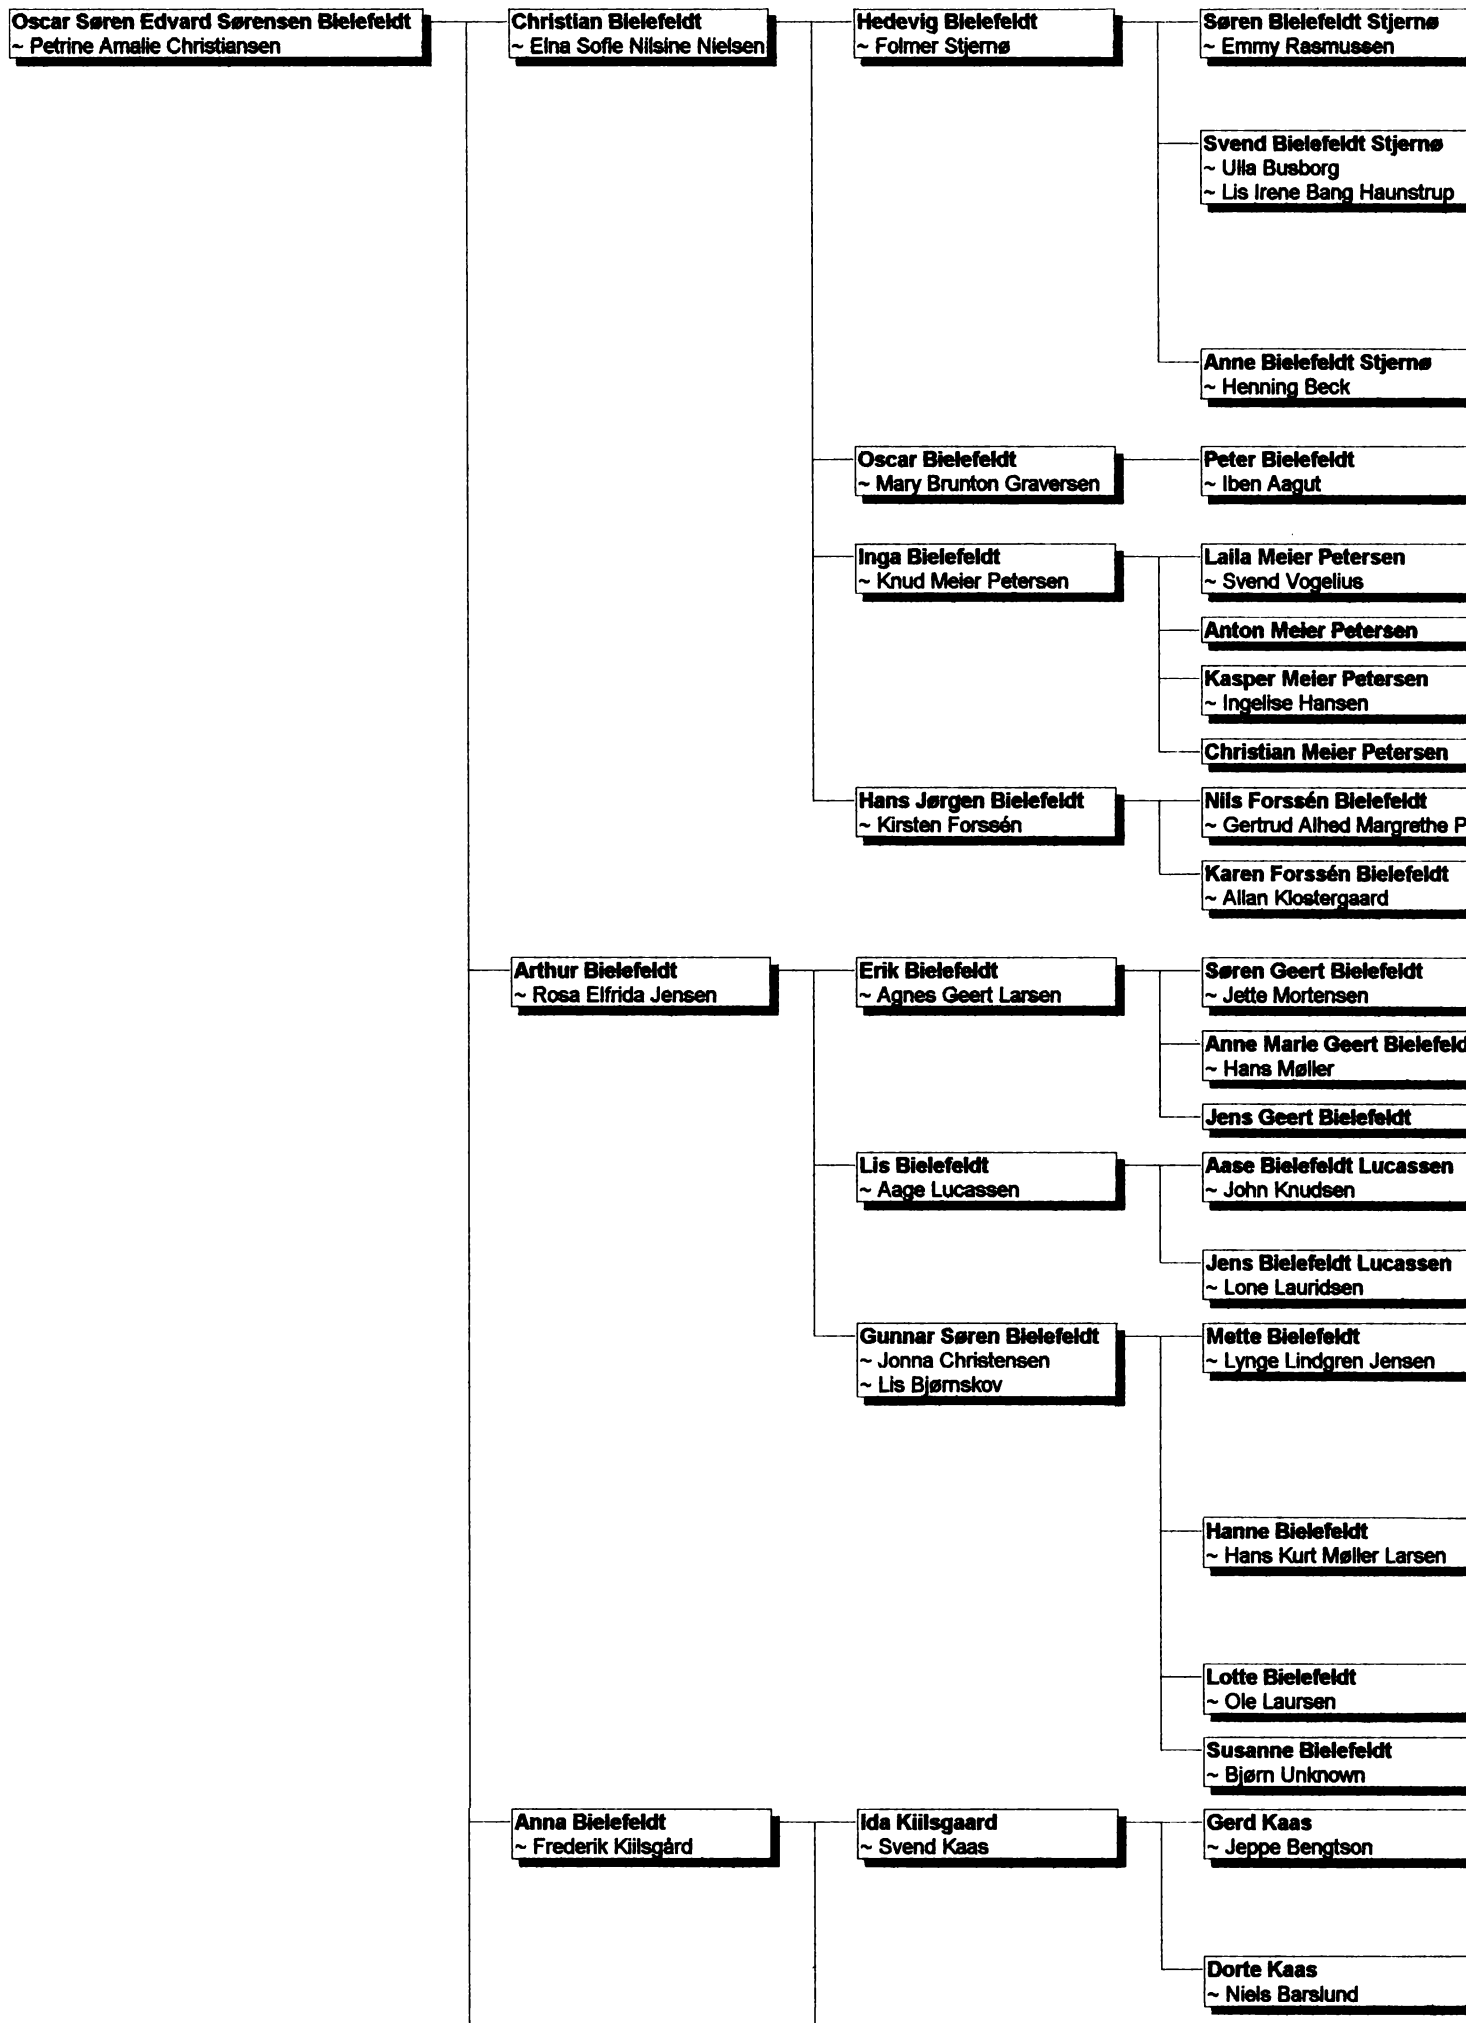 Oscar Søren Edvard Sørensen Bielefeldt
~ Petrine Amalie Christiansen
Christian Bielefeldt
~ Elna Sofie Nilsine Nielsen
Hedevig Bielefeldt
~ Folmer Stjernø
Søren Bielefeldt Stjernø
~ Emmy Rasmussen
Svend Bielefeldt Stjernø
~ Ulla Busborg
~ Lis Irene Bang Haunstrup
Anne Bielefeldt Stjernø
~ Henning Beck
Oscar Bielefeldt
~ Mary Brunton Graversen
Peter Bielefeldt
~ Iben Aagut
Inga Bielefeldt
~ Knud Meier Petersen
Laila Meier Petersen
~ Svend Vogelius
Anton Meier Petersen
Kasper Meier Petersen
~ Ingelise Hansen
Christian Meier Petersen
Hans Jørgen Bielefeldt
~ Kirsten Forssén
Nils Forssén Bielefeldt
~ Gertrud Alhed Margrethe P
Karen Forssén Bielefeldt
~ Allan Klostergaard
Arthur Bielefeldt
~ Rosa Elfrida Jensen
Erik Bielefeldt
~ Agnes Geert Larsen
Søren Geert Bielefeldt
~ Jette Mortensen
Anne Marie Geert Bielefeld
~ Hans Møller
Jens Geert Bielefeldt
Lis Bielefeldt
~ Aage Lucassen
Aase Bielefeldt Lucassen
~ John Knudsen
Jens Bielefeldt Lucassen
~ Lone Lauridsen
Gunnar Søren Bielefeldt
~ Jonna Christensen
~ Lis Bjørnskov
Mette Bielefeldt
~ Lynge Lindgren Jensen
Hanne Bielefeldt
~ Hans Kurt Møller Larsen
Lotte Bielefeldt
~ Ole Laursen
Susanne Bielefeldt
~ Bjørn Unknown
Anna Bielefeldt
~ Frederik Kiilsgård
Ida Kiilsgaard
~ Svend Kaas
Gerd Kaas
~ Jeppe Bengtson
Dorte Kaas
~ Niels Barslund